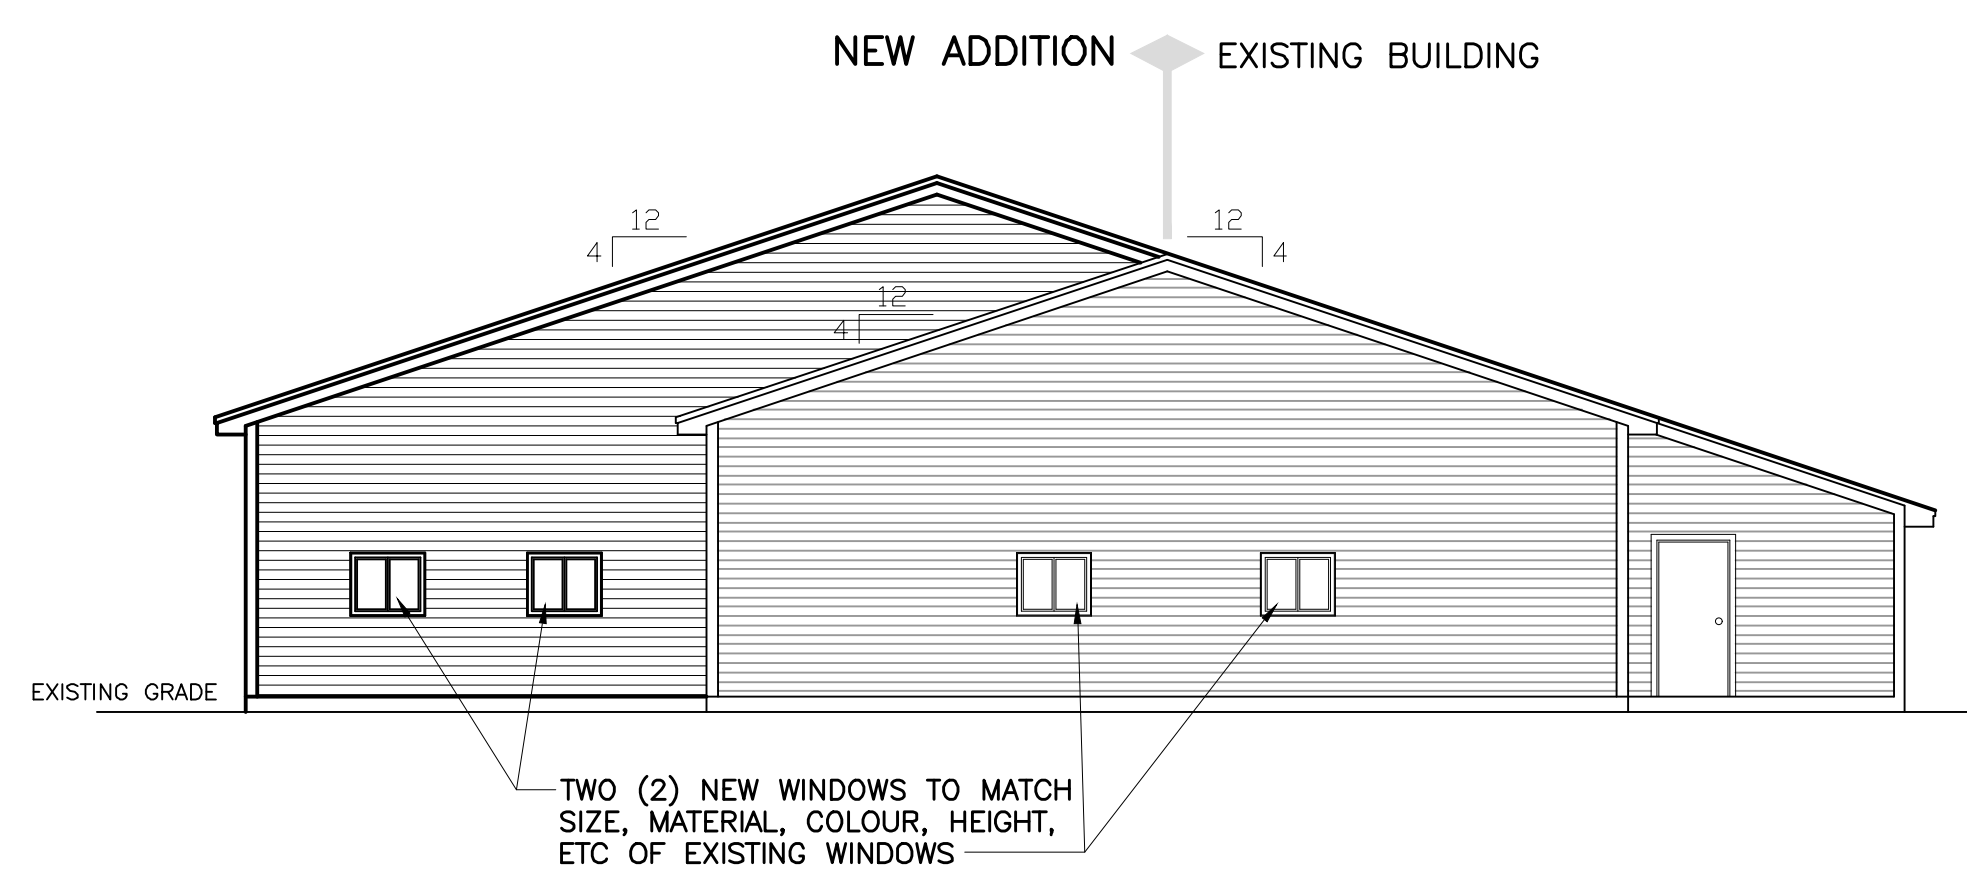 NEW ADDITION
EXISTING BUILDING
12
4
12
4
12
4
EXISTING GRADE
TWO (2) NEW WINDOWS TO MATCH
SIZE, MATERIAL, COLOUR, HEIGHT,
ETC OF EXISTING WINDOWS